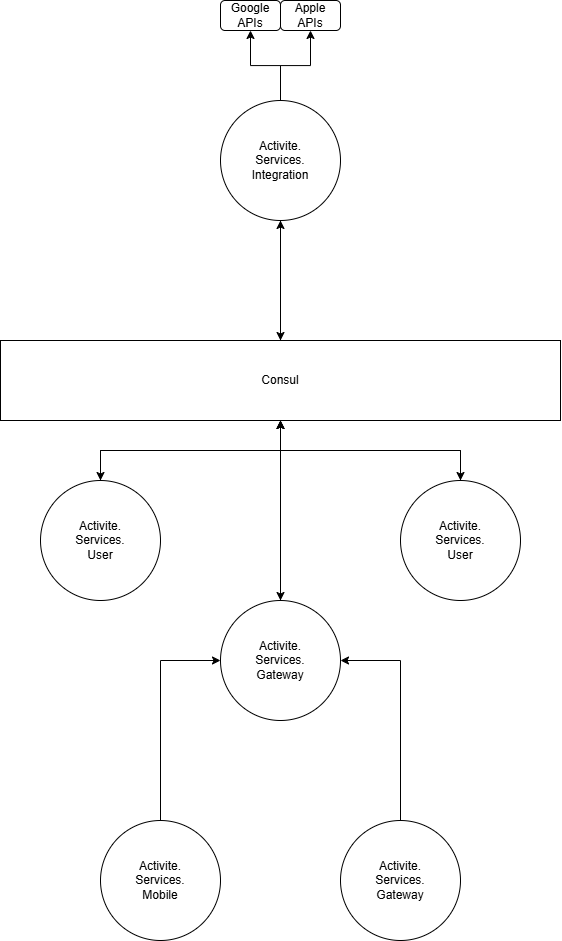 Google
APIs
Apple
APIs
Activite.
Services.
Integration
Consul
Activite.
Services.
User
Activite.
Services.
User
Activite.
Services.
Gateway
Activite.
Services.
Mobile
Activite.
Services.
Gateway